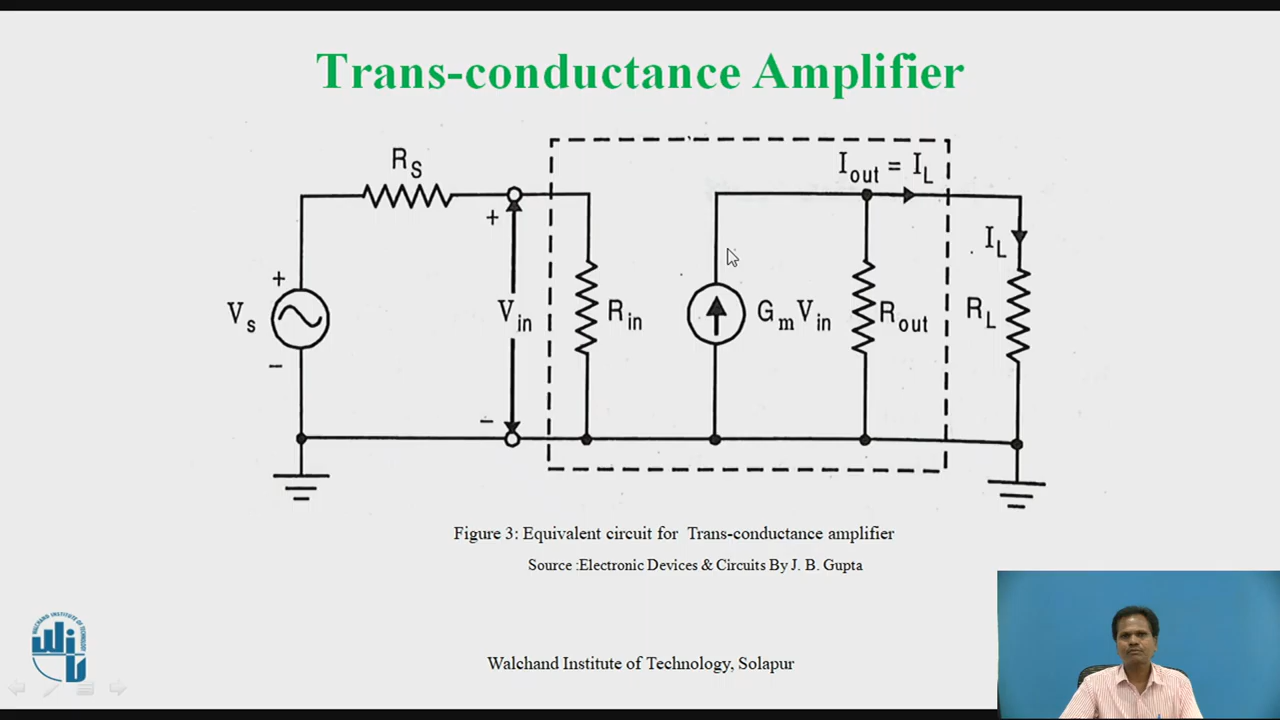 Trans-conductance Amplifier
R_S
I_out = I_L
+
+
I_L
V_s
V_in
R_in
G_m V_in
R_out
R_L
−
−
Figure 3: Equivalent circuit for Trans-conductance amplifier
Source :Electronic Devices & Circuits By J. B. Gupta
Walchand Institute of Technology, Solapur